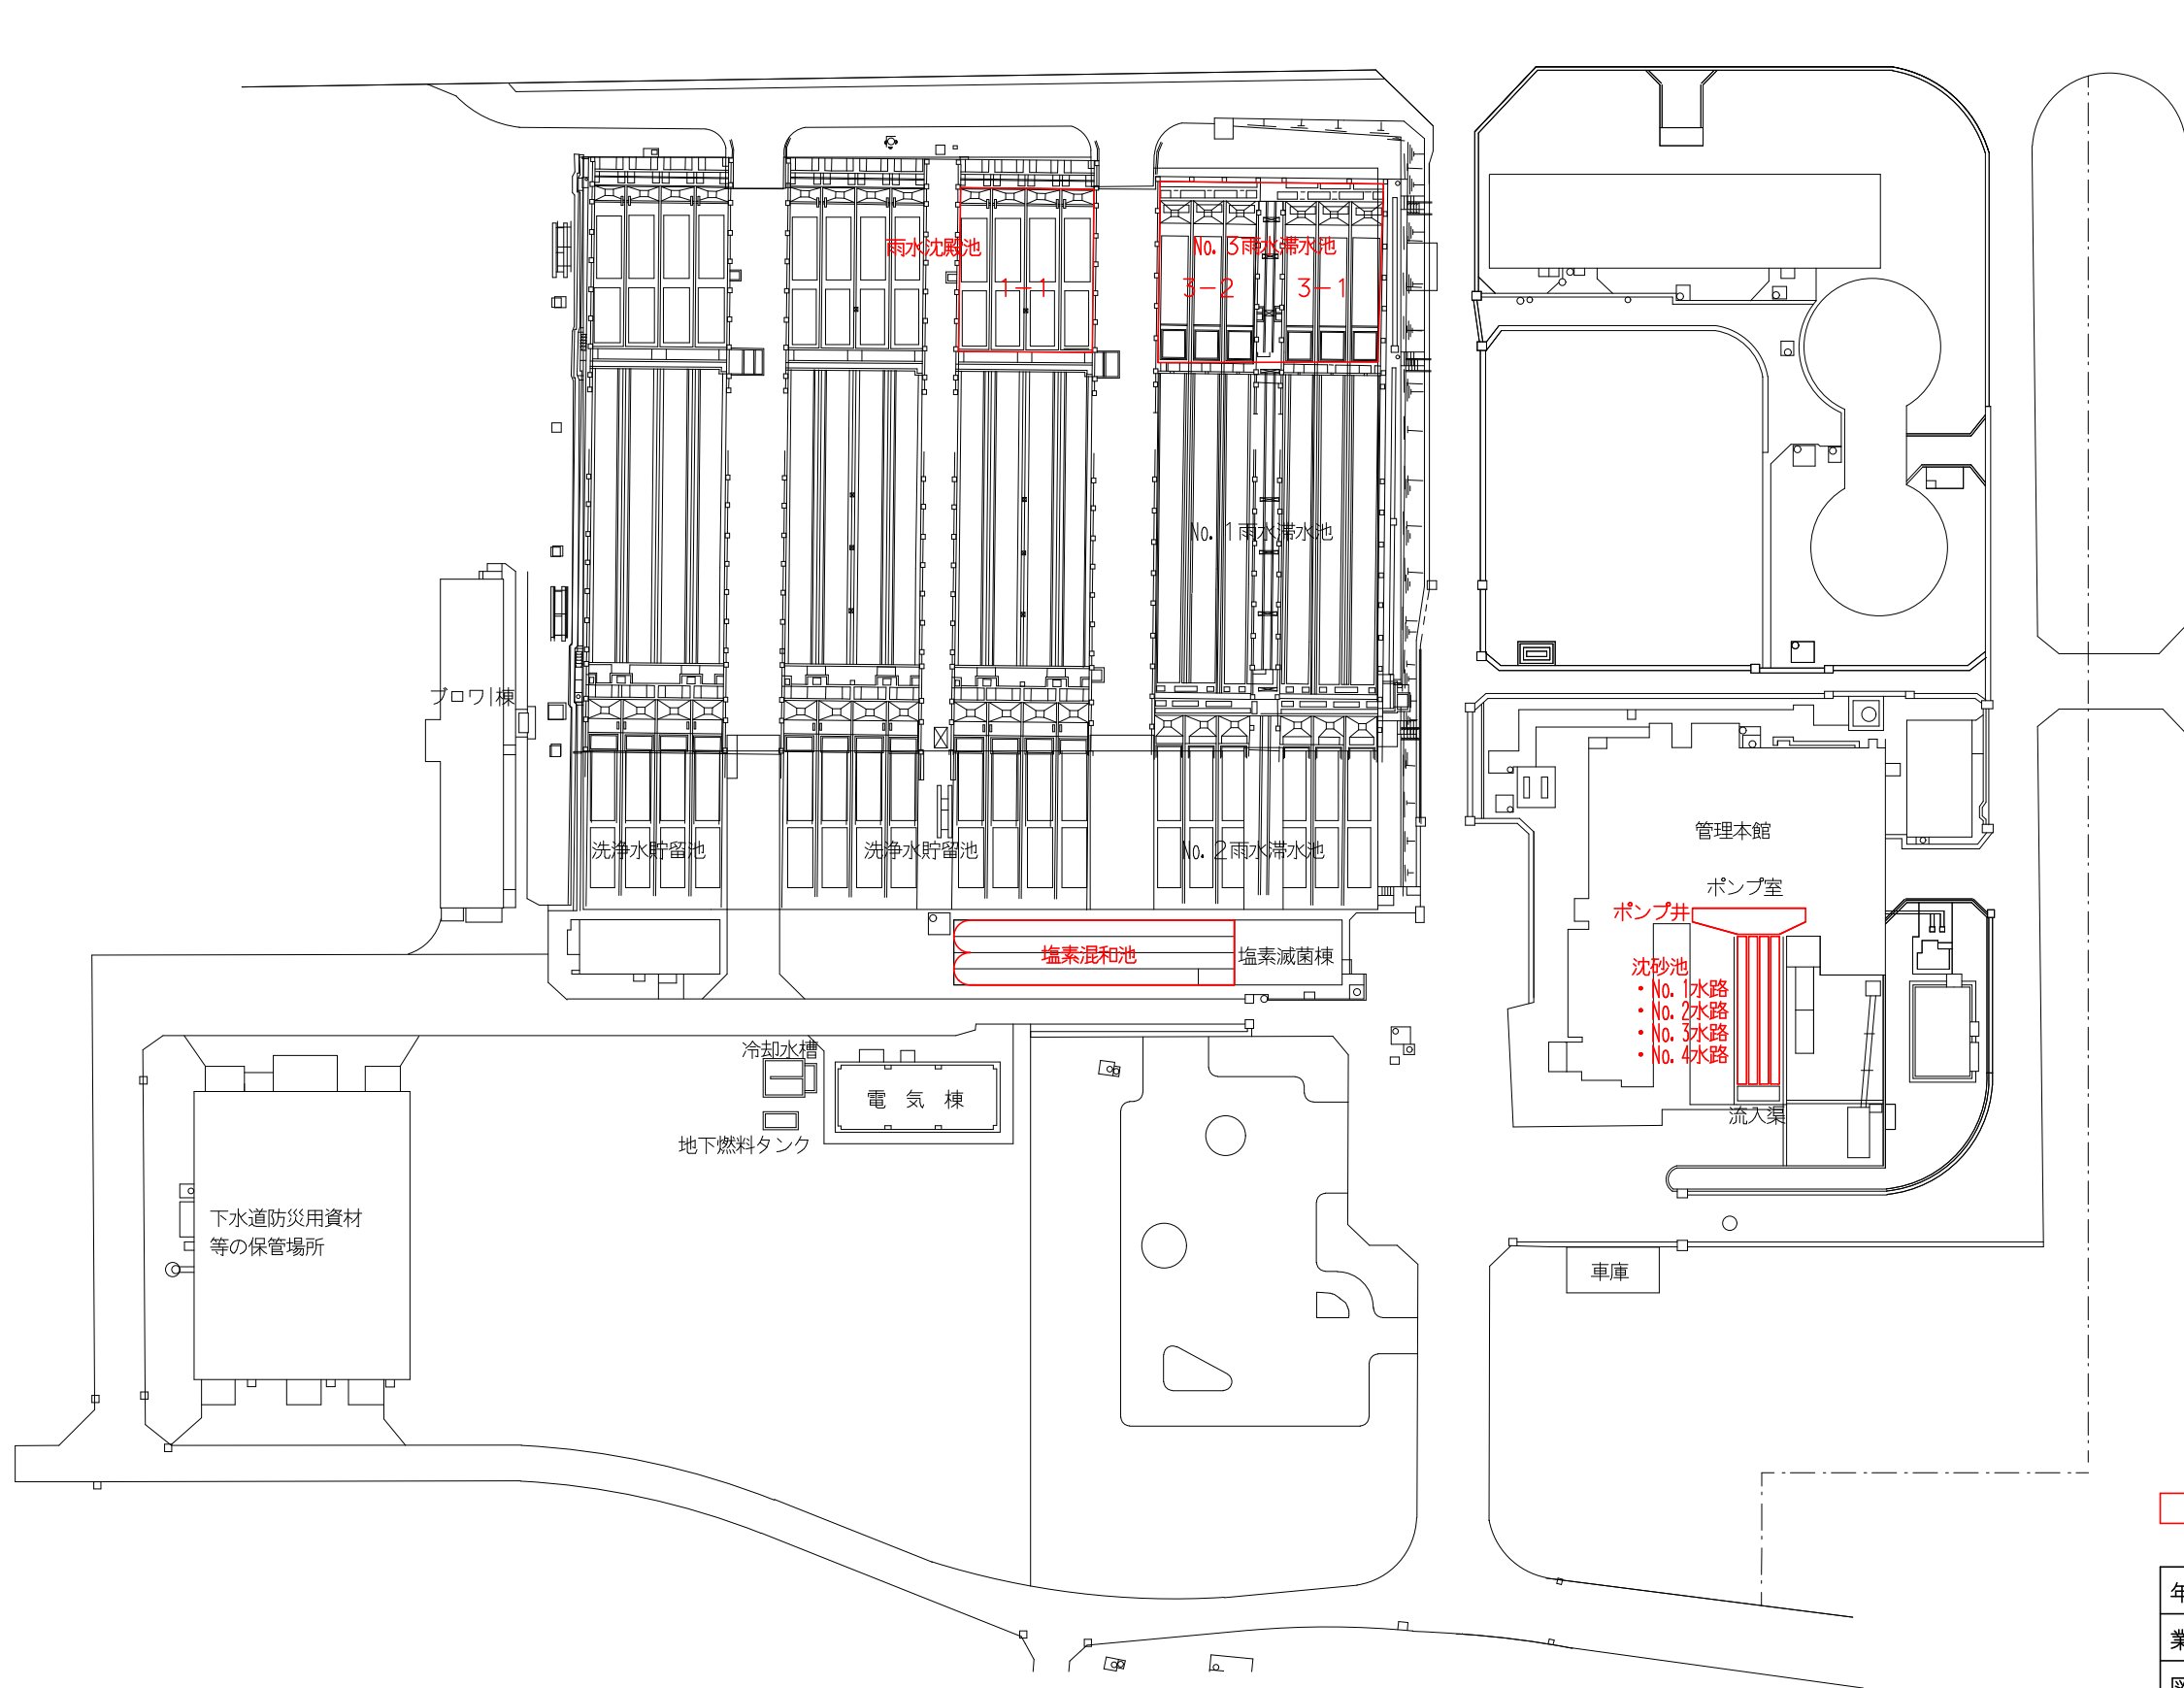 雨水沈殿池
1-1
No. 3雨水滞水池
3-2
3-1
No. 1雨水滞水池
ブロワ棟
洗浄水貯留池
洗浄水貯留池
No. 2雨水滞水池
管理本館
ポンプ室
ポンプ井
塩素混和池
塩素滅菌棟
沈砂池
・No. 1水路
・No. 2水路
・No. 3水路
・No. 4水路
流入渠
冷却水槽
電 気 棟
地下燃料タンク
下水道防災用資材
等の保管場所
車庫
年
業